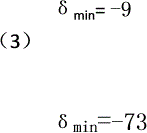 δ min= -9
（3）
δ min=-73